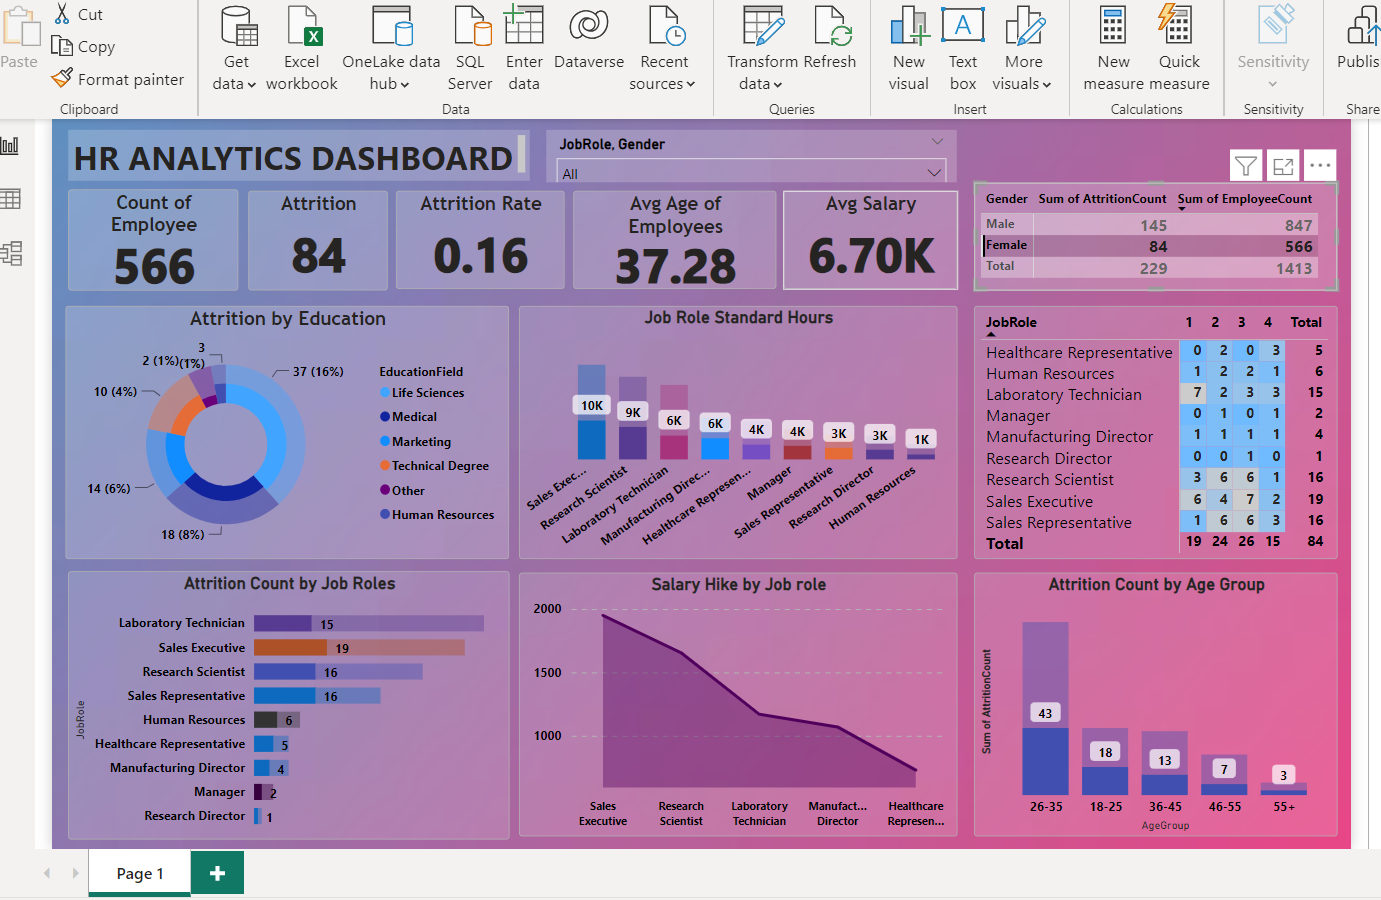 Paste
Cut
Copy
Format painter
Clipboard
Get data
Excel workbook
OneLake data hub
SQL Server
Enter data
Dataverse
Recent sources
Data
Transform data
Refresh
Queries
New visual
Text box
More visuals
Insert
New measure
Quick measure
Calculations
Sensitivity
Sensitivity
Publis
Share
HR ANALYTICS DASHBOARD
JobRole, Gender
All
Count of Employee
566
Attrition
84
Attrition Rate
0.16
Avg Age of Employees
37.28
Avg Salary
6.70K
Gender Sum of AttritionCount Sum of EmployeeCount
Male 145 847
Female 84 566
Total 229 1413
Attrition by Education
3 (1%)
2 (1%)
10 (4%)
14 (6%)
18 (8%)
37 (16%)
EducationField
Life Sciences
Medical
Marketing
Technical Degree
Other
Human Resources
Job Role Standard Hours
10K 9K 6K 6K 4K 4K 3K 3K 1K
Sales Exec...
Research Scientist
Laboratory Technician
Manufacturing Direc...
Healthcare Represen...
Manager
Sales Representative
Research Director
Human Resources
JobRole 1 2 3 4 Total
Healthcare Representative 0 2 0 3 5
Human Resources 1 2 2 1 6
Laboratory Technician 7 2 3 3 15
Manager 0 1 0 1 2
Manufacturing Director 1 1 1 1 4
Research Director 0 0 1 0 1
Research Scientist 3 6 6 1 16
Sales Executive 6 4 7 2 19
Sales Representative 1 6 6 3 16
Total 19 24 26 15 84
Attrition Count by Job Roles
JobRole
Laboratory Technician 15
Sales Executive 19
Research Scientist 16
Sales Representative 16
Human Resources 6
Healthcare Representative 5
Manufacturing Director 4
Manager 2
Research Director 1
Salary Hike by Job role
2000
1500
1000
Sales Executive
Research Scientist
Laboratory Technician
Manufact... Director
Healthcare Represen...
Attrition Count by Age Group
Sum of AttritionCount
43 18 13 7 3
26-35 18-25 36-45 46-55 55+
AgeGroup
Page 1